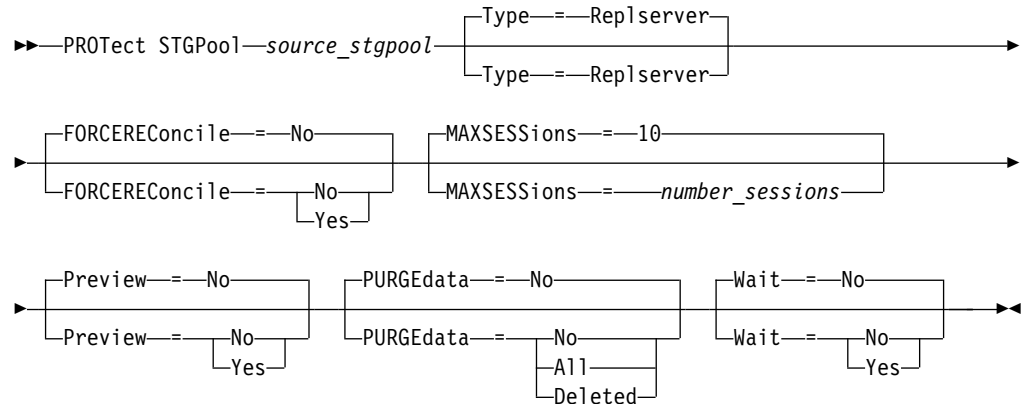 Type = Replserver
PROTect STGPool source_stgpool
Type = Replserver
FORCEREConcile = No MAXSESSions = 10
FORCEREConcile = No MAXSESSions = number_sessions
Yes
Preview = No PURGEdata = No Wait = No
Preview = No PURGEdata = No Wait = No
Yes All Yes
Deleted